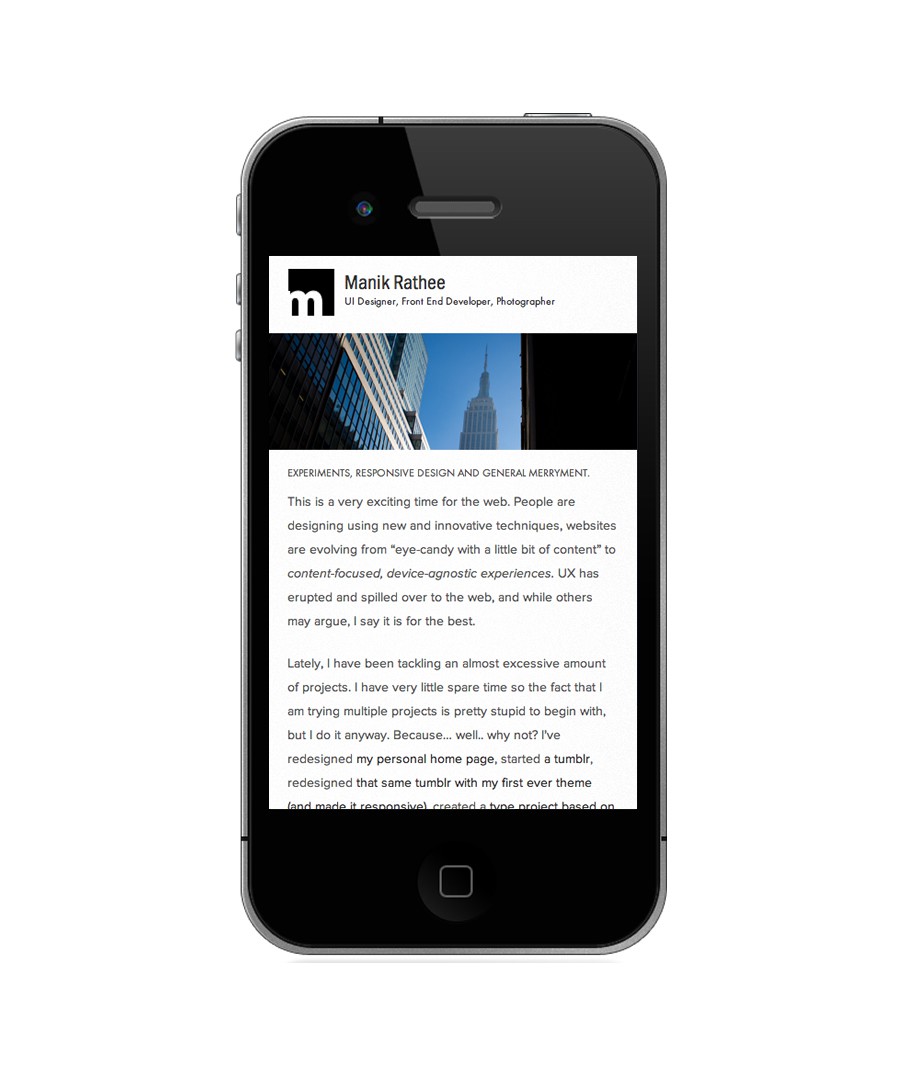 m
Manik Rathee
UI Designer, Front End Developer, Photographer
EXPERIMENTS, RESPONSIVE DESIGN AND GENERAL MERRYMENT.
This is a very exciting time for the web. People are
designing using new and innovative techniques, websites
are evolving from “eye-candy with a little bit of content” to
content-focused, device-agnostic experiences. UX has
erupted and spilled over to the web, and while others
may argue, I say it is for the best.
Lately, I have been tackling an almost excessive amount
of projects. I have very little spare time so the fact that I
am trying multiple projects is pretty stupid to begin with,
but I do it anyway. Because... well.. why not? I've
redesigned my personal home page, started a tumblr,
redesigned that same tumblr with my first ever theme
(and made it responsive), created a type project based on